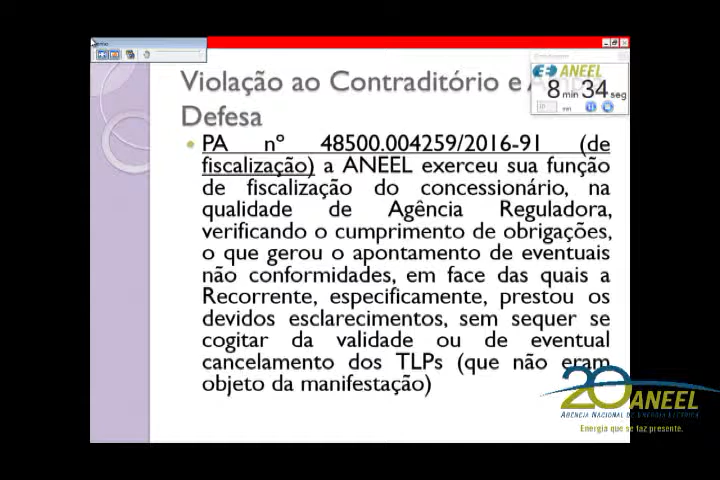 Violação ao Contraditório e
Defesa
ANEEL
8 min 34 seg
min
• PA nº 48500.004259/2016-91 (de
fiscalização) a ANEEL exerceu sua função
de fiscalização do concessionário, na
qualidade de Agência Reguladora,
verificando o cumprimento de obrigações,
o que gerou o apontamento de eventuais
não conformidades, em face das quais a
Recorrente, especificamente, prestou os
devidos esclarecimentos, sem sequer se
cogitar da validade ou de eventual
cancelamento dos TLPs (que não eram
objeto da manifestação)
20 ANEEL
AGÊNCIA NACIONAL DE ENERGIA ELÉTRICA
Energia que se faz presente.